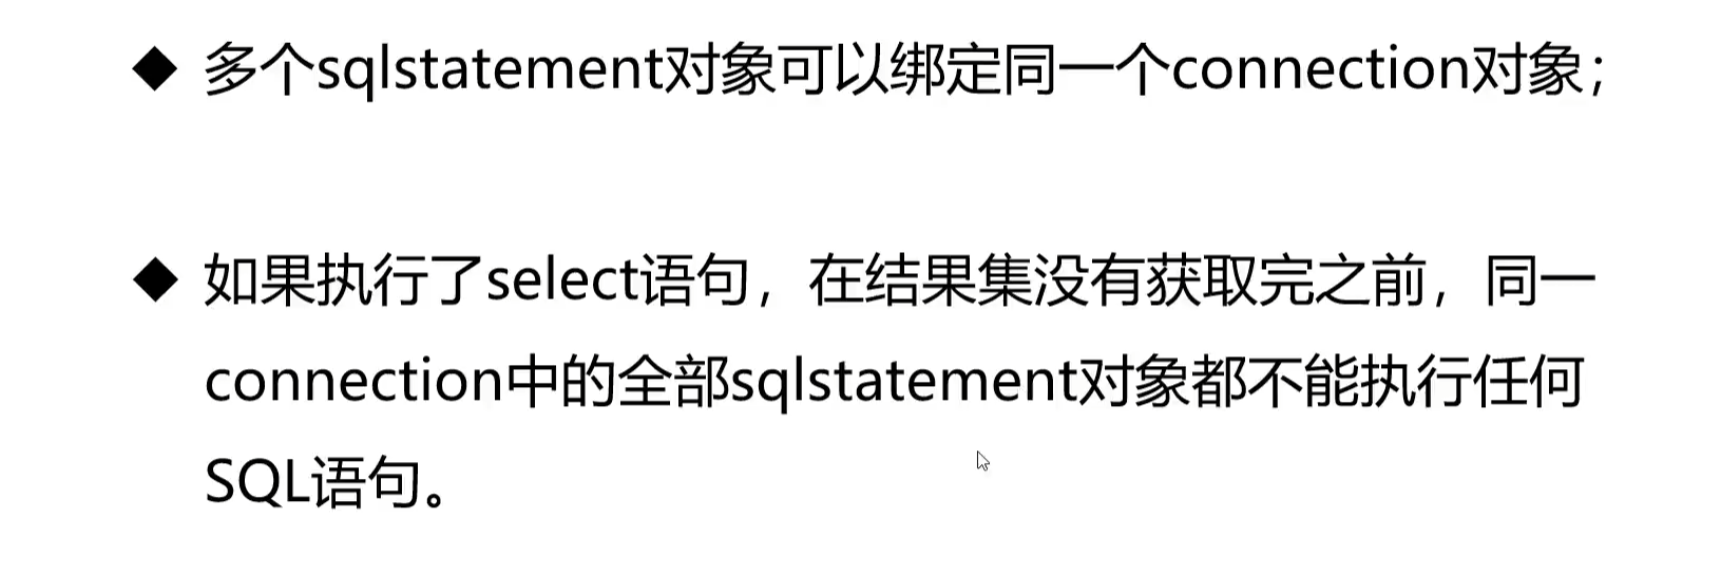 ◆ 多个sqlstatement对象可以绑定同一个connection对象；
◆ 如果执行了select语句，在结果集没有获取完之前，同一
connection中的全部sqlstatement对象都不能执行任何
SQL语句。